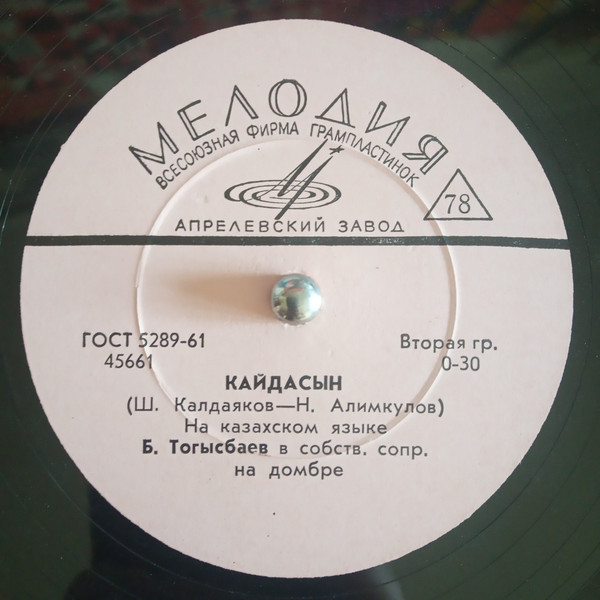 МЕЛОДИЯ
ВСЕСОЮЗНАЯ ФИРМА ГРАМПЛАСТИНОК
78
АПРЕЛЕВСКИЙ ЗАВОД
ГОСТ 5289-61
45661
Вторая гр.
0-30
КАЙДАСЫН
(Ш. Калдаяков—Н. Алимкулов)
На казахском языке
Б. Тогысбаев в собств. сопр.
на домбре